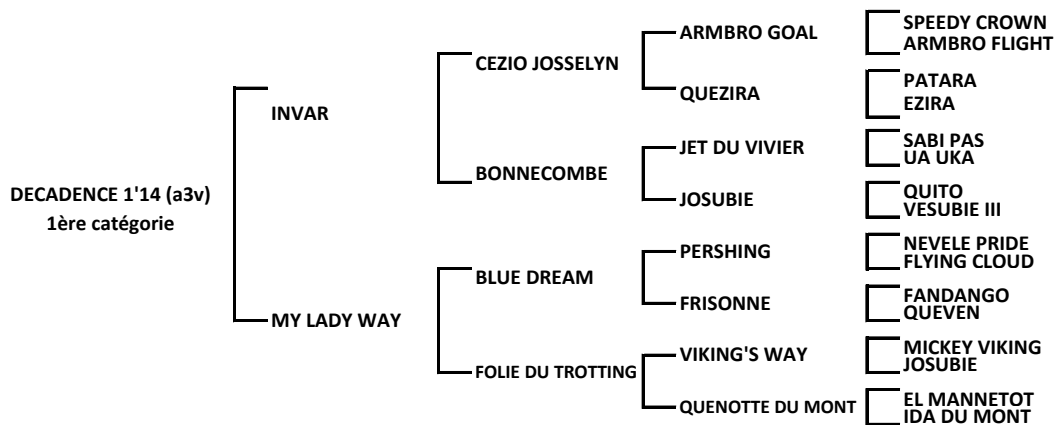 DECADENCE 1'14 (a3v)
1ère catégorie
INVAR
MY LADY WAY
CEZIO JOSSELYN
BONNECOMBE
BLUE DREAM
FOLIE DU TROTTING
ARMBRO GOAL
QUEZIRA
JET DU VIVIER
JOSUBIE
PERSHING
FRISONNE
VIKING'S WAY
QUENOTTE DU MONT
SPEEDY CROWN
ARMBRO FLIGHT
PATARA
EZIRA
SABI PAS
UA UKA
QUITO
VESUBIE III
NEVELE PRIDE
FLYING CLOUD
FANDANGO
QUEVEN
MICKEY VIKING
JOSUBIE
EL MANNETOT
IDA DU MONT